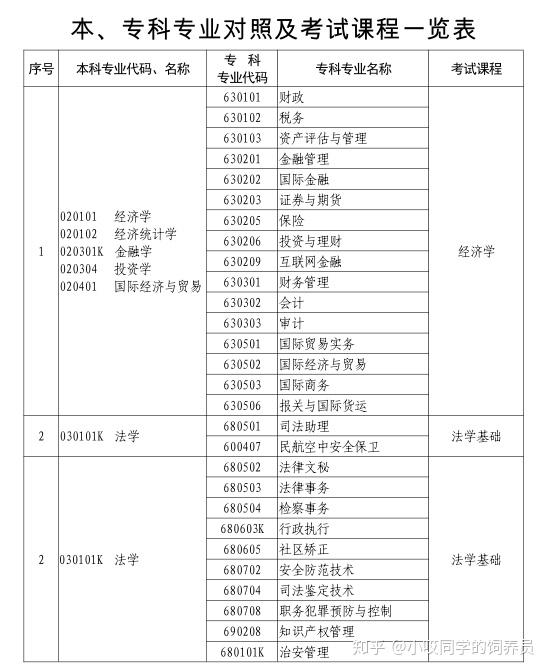 本、专科专业对照及考试课程一览表
序号 本科专业代码、名称 专 科 专业代码 专科专业名称 考试课程
630101 财政
630102 税务
630103 资产评估与管理
630201 金融管理
630202 国际金融
630203 证券与期货
020101 经济学 630205 保险
020102 经济统计学 630206 投资与理财
1 020301K 金融学 630209 互联网金融 经济学
020304 投资学 630301 财务管理
020401 国际经济与贸易 630302 会计
630303 审计
630501 国际贸易实务
630502 国际经济与贸易
630503 国际商务
630506 报关与国际货运
2 030101K 法学 680501 司法助理 法学基础
600407 民航空中安全保卫
680502 法律文秘
680503 法律事务
680504 检察事务
680603K 行政执行
2 030101K 法学 680605 社区矫正 法学基础
680702 安全防范技术
680704 司法鉴定技术
680708 职务犯罪预防与控制
690208 知识产权管理
680101K 治安管理
知乎 @小哎同学的饲养员